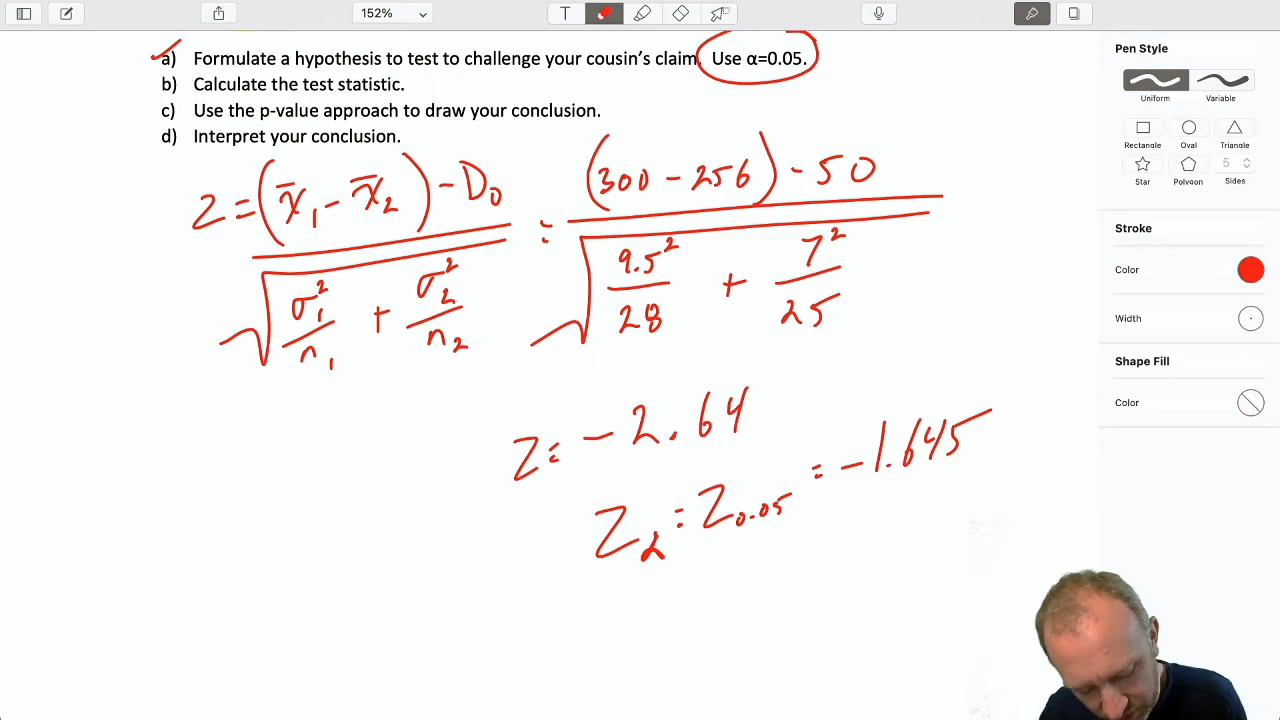 152%
T
a) Formulate a hypothesis to test to challenge your cousin's claim. Use α=0.05.
b) Calculate the test statistic.
c) Use the p-value approach to draw your conclusion.
d) Interpret your conclusion.
z = (x̄₁ - x̄₂) - D₀ / √(σ₁²/n₁ + σ₂²/n₂) = (300 - 256) - 50 / √(9.5²/28 + 7²/25)
z = -2.64
Z_α = Z_0.05 = -1.645
Pen Style
Uniform Variable
Rectangle Oval Triangle
5
Star Polygon Sides
Stroke
Color
Width
Shape Fill
Color